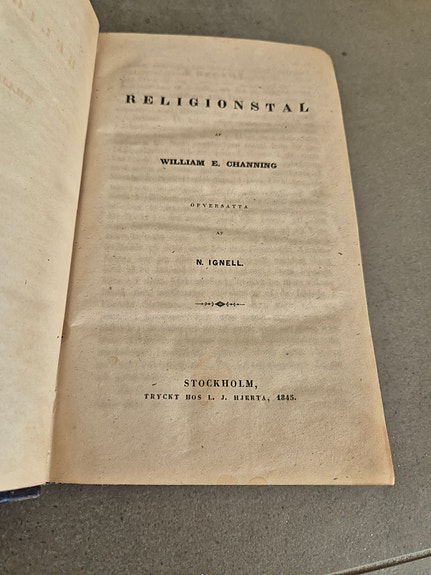 RELIGIONSTAL
AF
WILLIAM E. CHANNING
ÖFVERSATTA
AF
N. IGNELL.
STOCKHOLM,
TRYCKT HOS L. J. HJERTA, 1845.